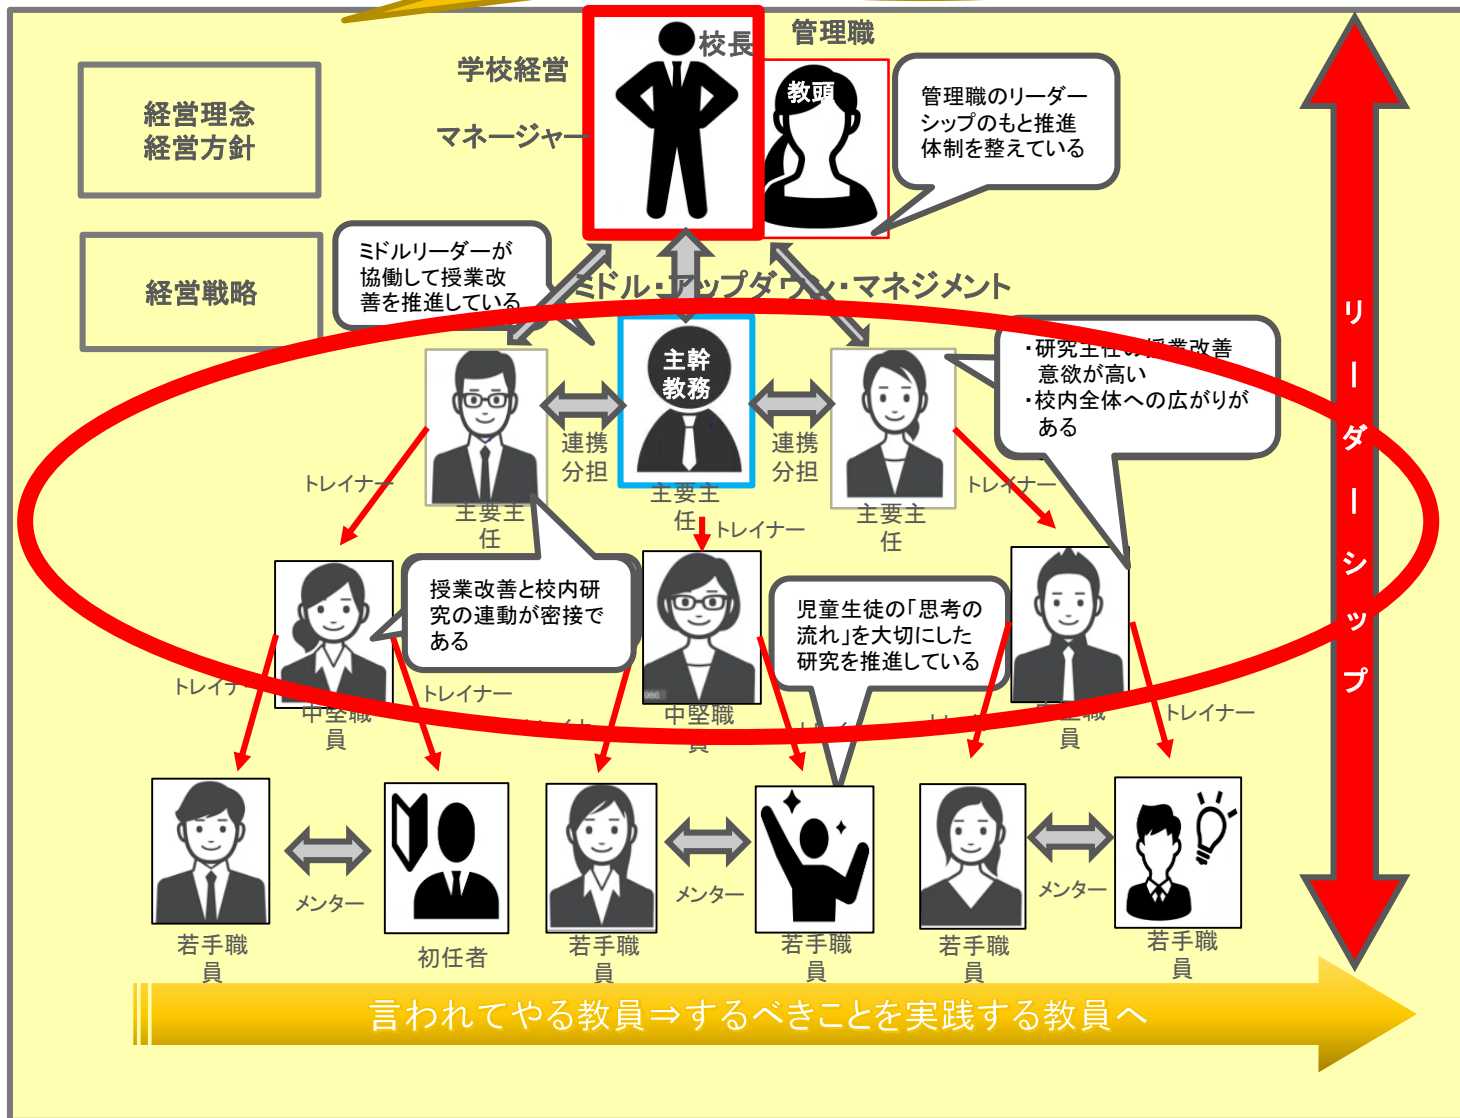 校長
管理職
学校経営
マネージャー
教頭
管理職のリーダー
シップのもと推進
体制を整えている
経営理念
経営方針
経営戦略
ミドルリーダーが
協働して授業改
善を推進している
ミドル・アップダウン・マネジメント
主幹
教務
・研究主任の授業改善
意欲が高い
・校内全体への広がりが
ある
連携
分担
連携
分担
トレイナー
主要主
任
主要主
任
主要主
任
トレイナー
トレイナー
授業改善と校内研
究の連動が密接で
ある
児童生徒の「思考の
流れ」を大切にした
研究を推進している
986
トレイナー
トレイナー
トレイナー
中堅職
員
中堅職
員
職
員
メンター
メンター
メンター
若手職
員
初任者
若手職
員
若手職
員
若手職
員
若手職
員
リーダーシップ
言われてやる教員⇒するべきことを実践する教員へ